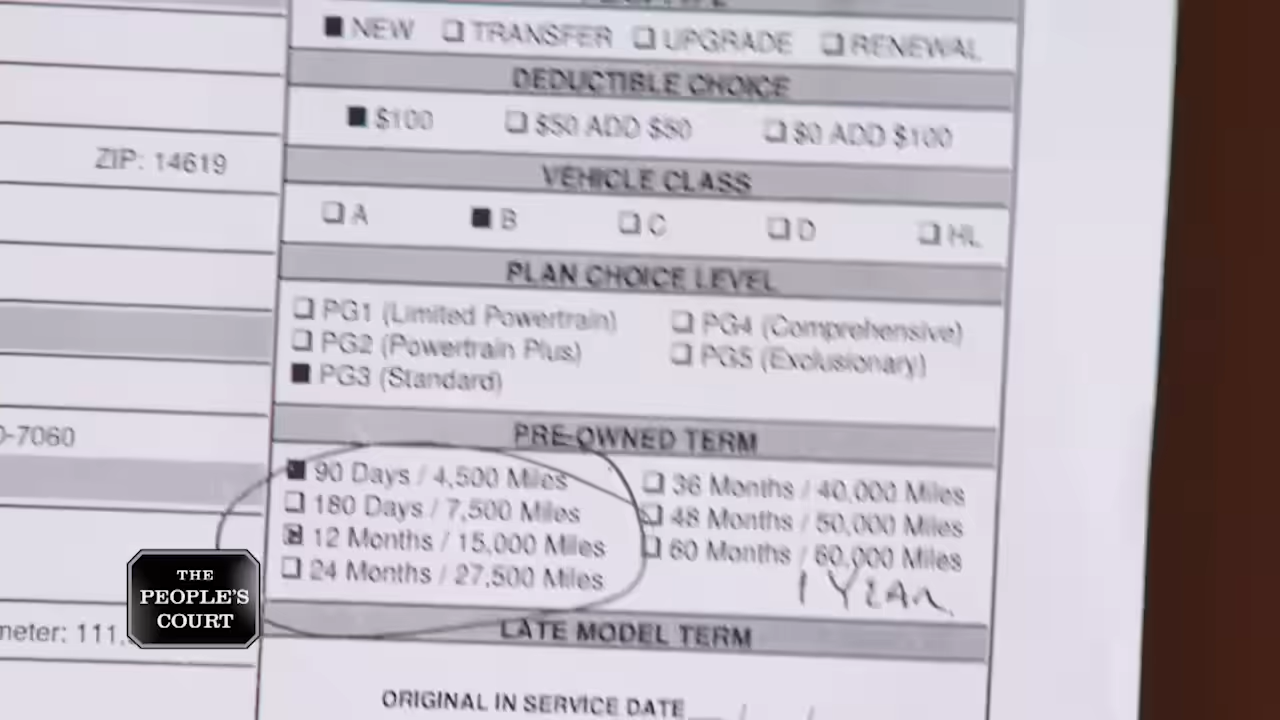 ■ NEW ❑ TRANSFER ❑ UPGRADE ❑ RENEWAL
DEDUCTIBLE CHOICE
■ $100 ❑ $50 ADD $50 ❑ $0 ADD $100
ZIP: 14619
VEHICLE CLASS
❑ A ■ B ❑ C ❑ D ❑ HL
PLAN CHOICE LEVEL
❑ PG1 (Limited Powertrain) ❑ PG4 (Comprehensive)
❑ PG2 (Powertrain Plus) ❑ PG5 (Exclusionary)
■ PG3 (Standard)
0-7060
PRE-OWNED TERM
■ 90 Days / 4,500 Miles ❑ 36 Months / 40,000 Miles
❑ 180 Days / 7,500 Miles ❑ 48 Months / 50,000 Miles
☒ 12 Months / 15,000 Miles ❑ 60 Months / 60,000 Miles
❑ 24 Months / 27,500 Miles
1 YEAR
meter: 111,
LATE MODEL TERM
ORIGINAL IN SERVICE DATE __ / /
THE
PEOPLE'S
COURT